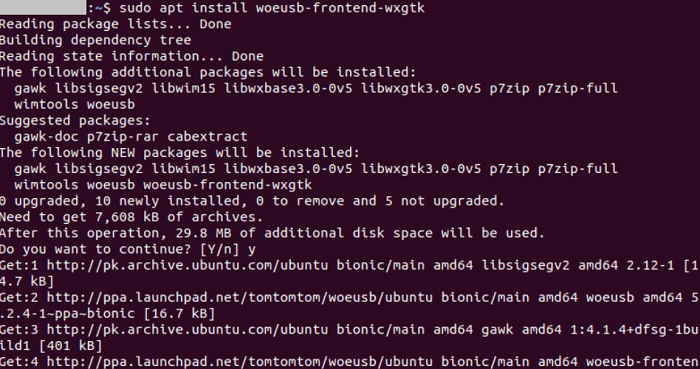 :~$ sudo apt install woeusb-frontend-wxgtk
Reading package lists... Done
Building dependency tree
Reading state information... Done
The following additional packages will be installed:
gawk libsigsegv2 libwim15 libwxbase3.0-0v5 libwxgtk3.0-0v5 p7zip p7zip-full
wimtools woeusb
Suggested packages:
gawk-doc p7zip-rar cabextract
The following NEW packages will be installed:
gawk libsigsegv2 libwim15 libwxbase3.0-0v5 libwxgtk3.0-0v5 p7zip p7zip-full
wimtools woeusb woeusb-frontend-wxgtk
0 upgraded, 10 newly installed, 0 to remove and 5 not upgraded.
Need to get 7,608 kB of archives.
After this operation, 29.8 MB of additional disk space will be used.
Do you want to continue? [Y/n] y
Get:1 http://pk.archive.ubuntu.com/ubuntu bionic/main amd64 libsigsegv2 amd64 2.12-1 [1
4.7 kB]
Get:2 http://ppa.launchpad.net/tomtomtom/woeusb/ubuntu bionic/main amd64 woeusb amd64 5
.2.4-1~ppa~bionic [16.7 kB]
Get:3 http://pk.archive.ubuntu.com/ubuntu bionic/main amd64 gawk amd64 1:4.1.4+dfsg-1bu
ild1 [401 kB]
Get:4 http://ppa.launchpad.net/tomtomtom/woeusb/ubuntu bionic/main amd64 woeusb-fronten